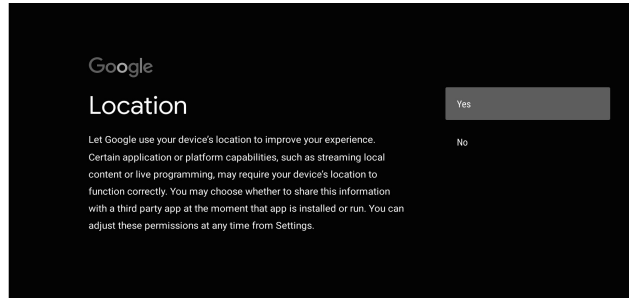 Google
Location
Let Google use your device's location to improve your experience.
Certain application or platform capabilities, such as streaming local
content or live programming, may require your device's location to
function correctly. You may choose whether to share this information
with a third party app at the moment that app is installed or run. You can
adjust these permissions at any time from Settings.
Yes
No